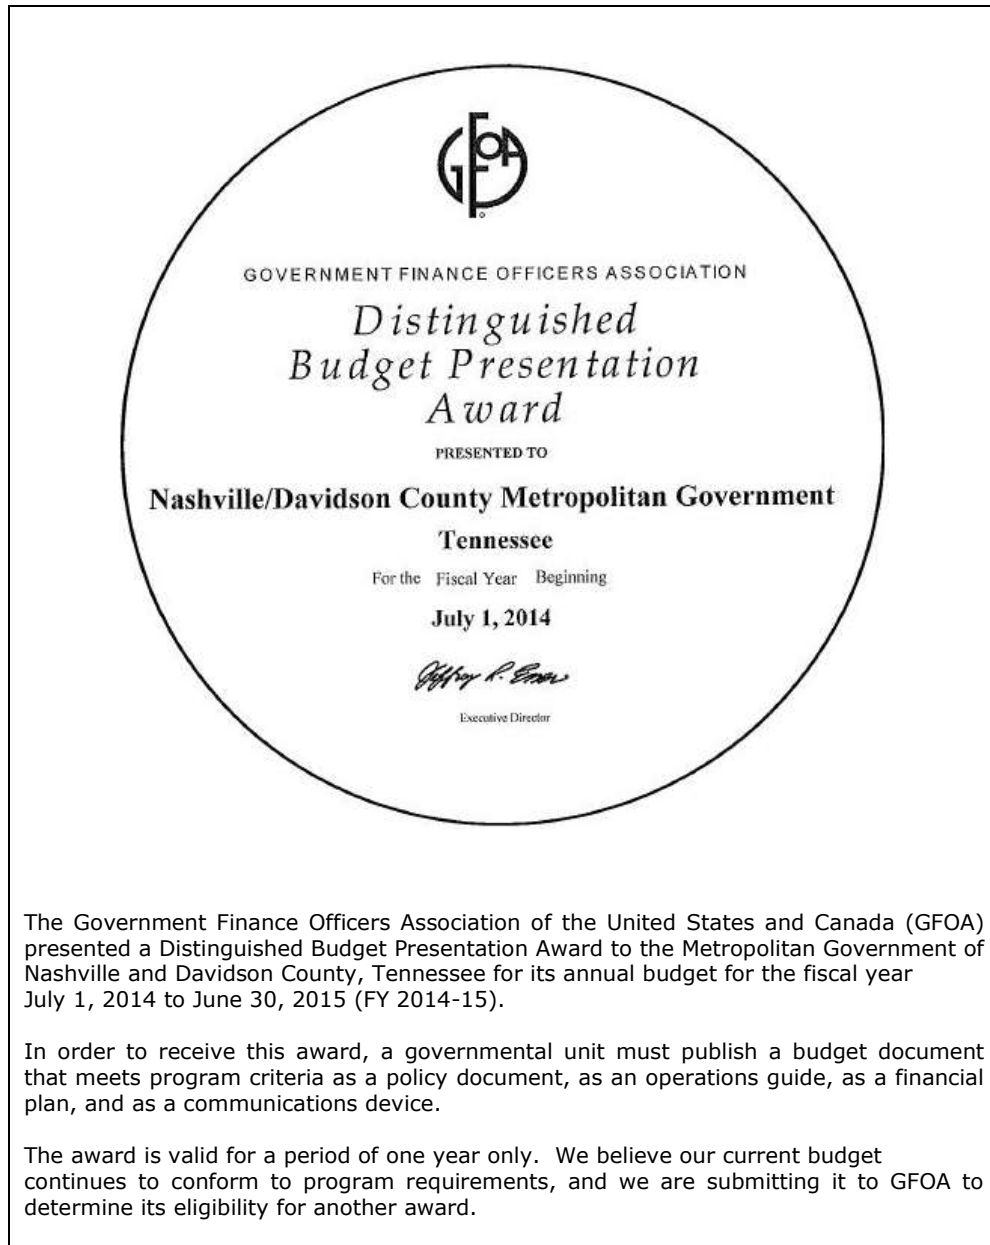 GFOA
GOVERNMENT FINANCE OFFICERS ASSOCIATION
Distinguished
Budget Presentation
Award
PRESENTED TO
Nashville/Davidson County Metropolitan Government
Tennessee
For the Fiscal Year Beginning
July 1, 2014
Executive Director
The Government Finance Officers Association of the United States and Canada (GFOA)
presented a Distinguished Budget Presentation Award to the Metropolitan Government of
Nashville and Davidson County, Tennessee for its annual budget for the fiscal year
July 1, 2014 to June 30, 2015 (FY 2014-15).
In order to receive this award, a governmental unit must publish a budget document
that meets program criteria as a policy document, as an operations guide, as a financial
plan, and as a communications device.
The award is valid for a period of one year only.  We believe our current budget
continues to conform to program requirements, and we are submitting it to GFOA to
determine its eligibility for another award.